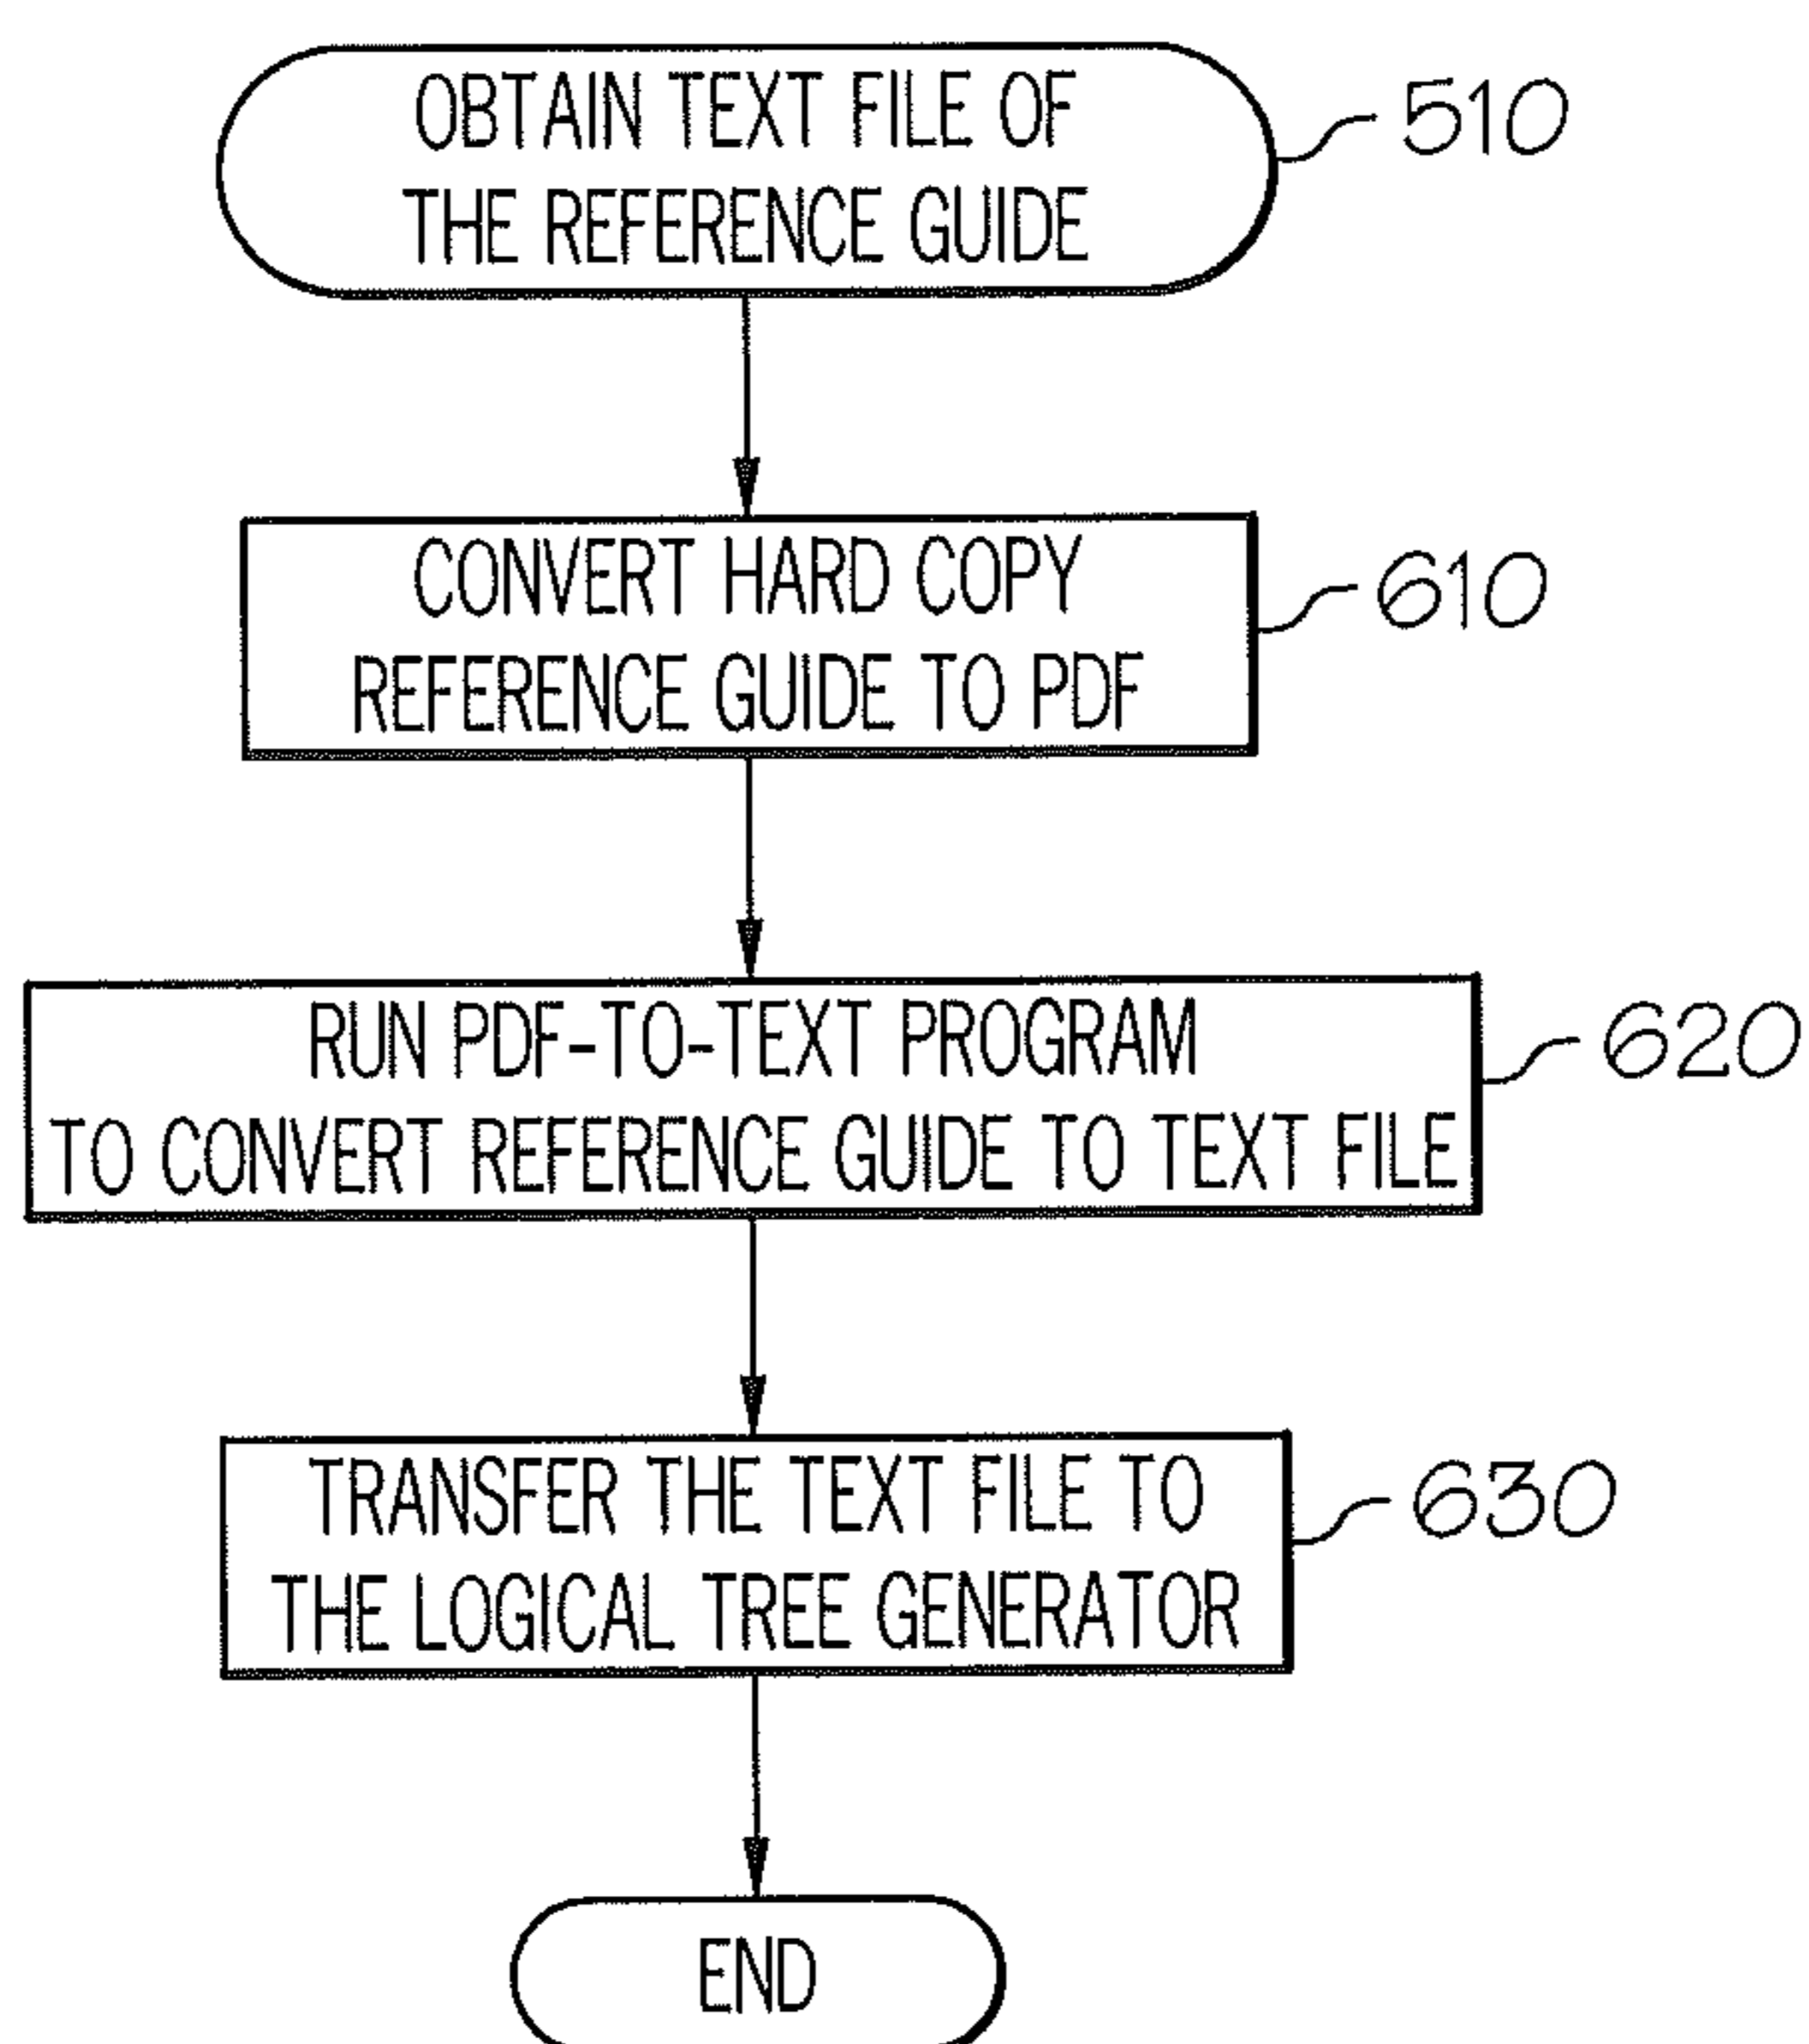 OBTAIN TEXT FILE OF
THE REFERENCE GUIDE
510
CONVERT HARD COPY
REFERENCE GUIDE TO PDF
610
RUN PDF-TO-TEXT PROGRAM
TO CONVERT REFERENCE GUIDE TO TEXT FILE
620
TRANSFER THE TEXT FILE TO
THE LOGICAL TREE GENERATOR
630
END